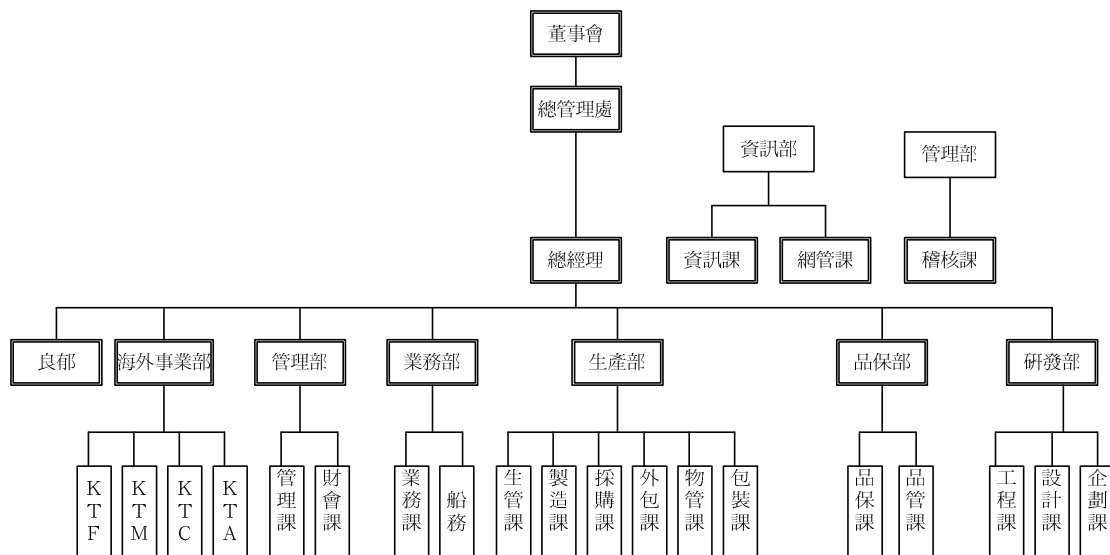 董事會
總管理處
資訊部
管理部
總經理
資訊課
網管課
稽核課
良郁
海外事業部
管理部
業務部
生產部
品保部
研發部
KTF
KTM
KTC
KTA
管理課
財會課
業務課
船務
生管課
製造課
採購課
外包課
物管課
包裝課
品保課
品管課
工程課
設計課
企劃課